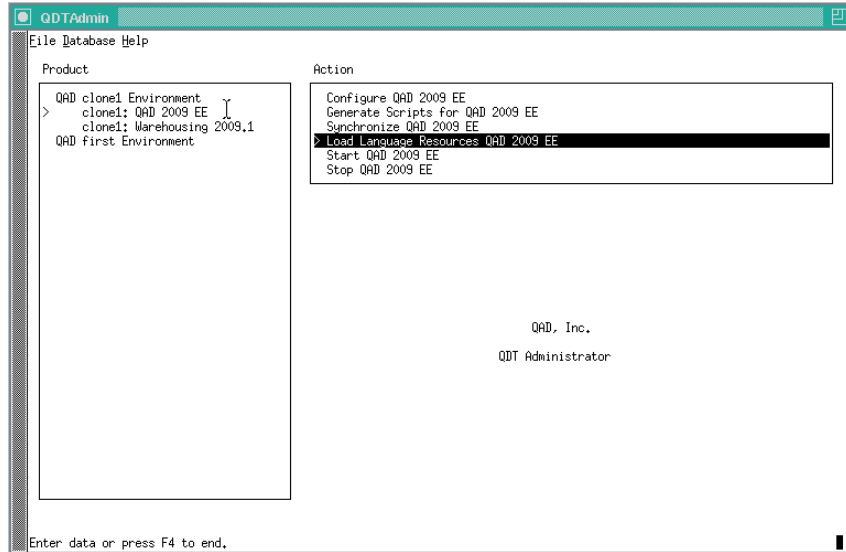 QDTAdmin
File Database Help
Product
QAD clone1 Environment
> clone1: QAD 2009 EE
clone1: Warehousing 2009.1
QAD first Environment
Action
Configure QAD 2009 EE
Generate Scripts for QAD 2009 EE
Synchronize QAD 2009 EE
> Load Language Resources QAD 2009 EE
Start QAD 2009 EE
Stop QAD 2009 EE
QAD, Inc.
QDT Administrator
Enter data or press F4 to end.